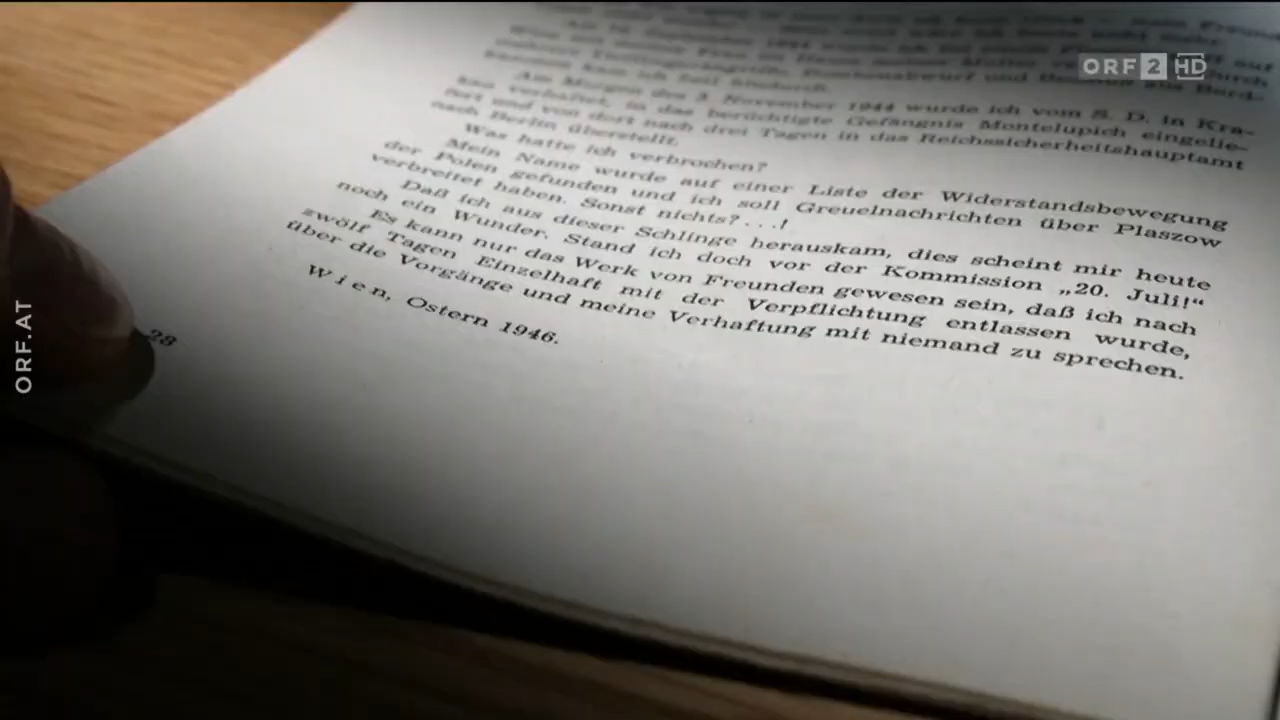 ORF 2 HD
kannten kam ich heil hindurch.
Am Morgen des 3. November 1944 wurde ich vom S. D. in Kra-
kau verhaftet, in das berüchtigte Gefängnis Montelupich eingelie-
fert und von dort nach drei Tagen in das Reichssicherheitshauptamt
nach Berlin überstellt.
Was hatte ich verbrochen?
Mein Name wurde auf einer Liste der Widerstandsbewegung
der Polen gefunden und ich soll Greuelnachrichten über Plaszow
verbreitet haben. Sonst nichts? . . . !
Daß ich aus dieser Schlinge herauskam, dies scheint mir heute
noch ein Wunder. Stand ich doch vor der Kommission „20. Juli!“
Es kann nur das Werk von Freunden gewesen sein, daß ich nach
zwölf Tagen Einzelhaft mit der Verpflichtung entlassen wurde,
über die Vorgänge und meine Verhaftung mit niemand zu sprechen.
Wien, Ostern 1946.
28
ORF.AT